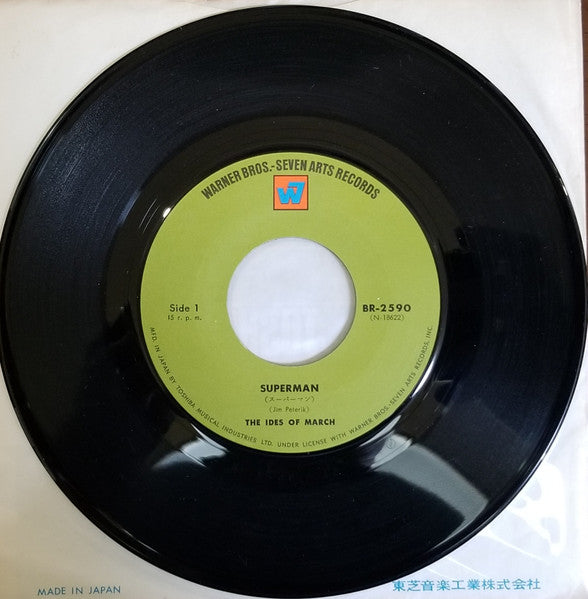 WARNER BROS.-SEVEN ARTS RECORDS
W7
Side 1
45 r. p. m.
BR-2590
(N-18622)
SUPERMAN
(スーパーマン)
(Jim Peterik)
THE IDES OF MARCH
MFD. IN JAPAN BY TOSHIBA MUSICAL INDUSTRIES LTD. UNDER LICENSE WITH WARNER BROS.-SEVEN ARTS RECORDS, INC.
MADE IN JAPAN
東芝音楽工業株式会社